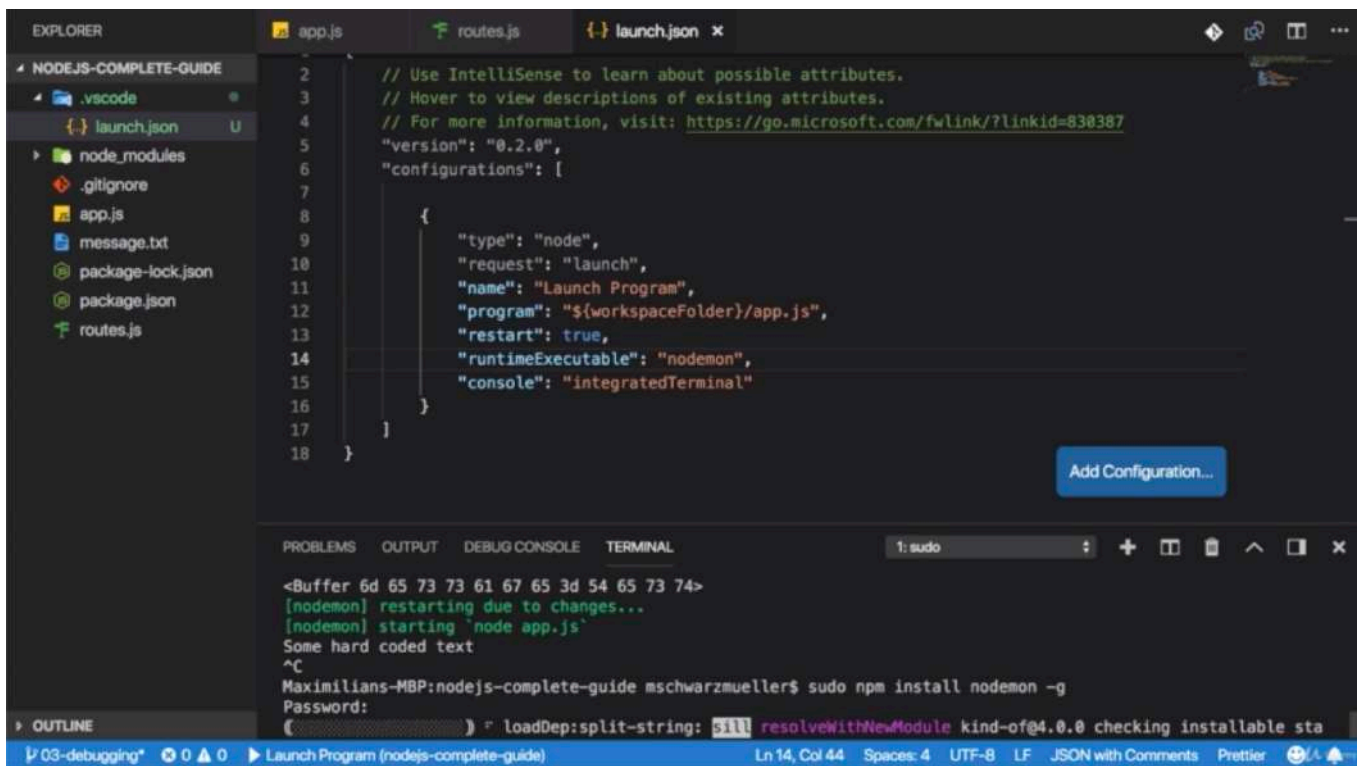 EXPLORER
NODEJS-COMPLETE-GUIDE
.vscode
{..} launch.json U
node_modules
.gitignore
app.js
message.txt
package-lock.json
package.json
routes.js
OUTLINE
app.js routes.js {..} launch.json ×
2 // Use IntelliSense to learn about possible attributes.
3 // Hover to view descriptions of existing attributes.
4 // For more information, visit: https://go.microsoft.com/fwlink/?linkid=830387
5 "version": "0.2.0",
6 "configurations": [
7
8 {
9 "type": "node",
10 "request": "launch",
11 "name": "Launch Program",
12 "program": "${workspaceFolder}/app.js",
13 "restart": true,
14 "runtimeExecutable": "nodemon",
15 "console": "integratedTerminal"
16 }
17 ]
18 }
Add Configuration...
PROBLEMS OUTPUT DEBUG CONSOLE TERMINAL 1: sudo
<Buffer 6d 65 73 73 61 67 65 3d 54 65 73 74>
[nodemon] restarting due to changes...
[nodemon] starting `node app.js`
Some hard coded text
^C
Maximilians-MBP:nodejs-complete-guide mschwarzmueller$ sudo npm install nodemon -g
Password:
loadDep:split-string: sill resolveWithNewModule kind-of@4.0.0 checking installable sta
03-debugging* 0 0 Launch Program (nodejs-complete-guide) Ln 14, Col 44 Spaces: 4 UTF-8 LF JSON with Comments Prettier